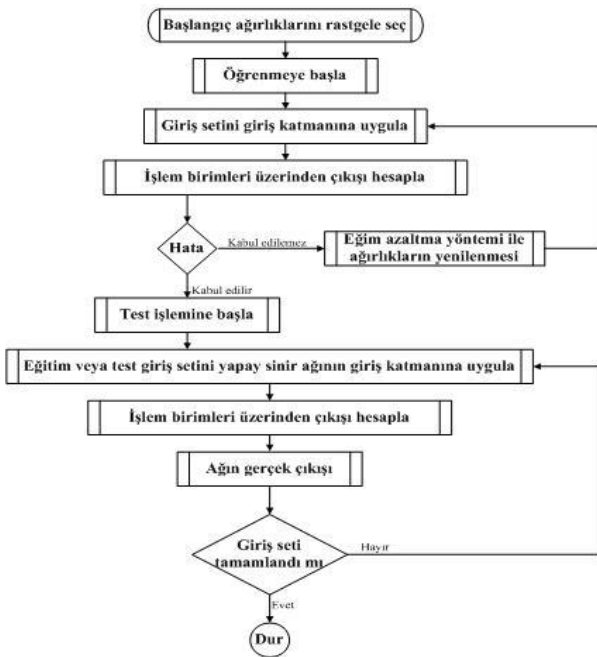 Başlangıç ağırlıklarını rastgele seç
Öğrenmeye başla
Giriş setini giriş katmanına uygula
İşlem birimleri üzerinden çıkışı hesapla
Hata
Kabul edilemez
Eğim azaltma yöntemi ile
ağırlıkların yenilenmesi
Kabul edilir
Test işlemine başla
Eğitim veya test giriş setini yapay sinir ağının giriş katmanına uygula
İşlem birimleri üzerinden çıkışı hesapla
Ağın gerçek çıkışı
Giriş seti
tamamlandı mı
Hayır
Evet
Dur